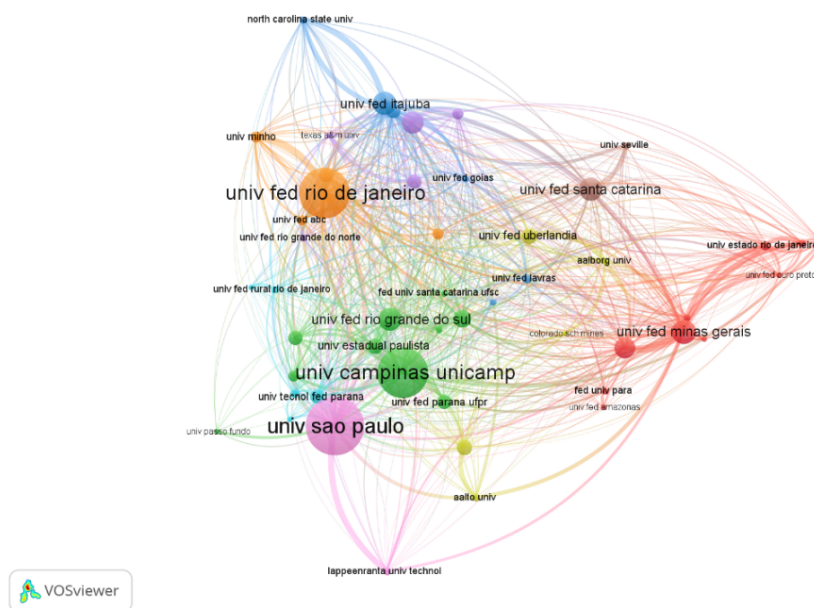 north carolina state univ
univ fed itajuba
univ minho
texas a&m univ
univ seville
univ fed goias
univ fed rio de janeiro
univ fed santa catarina
univ fed abc
univ fed rio grande do norte
univ fed uberlandia
univ estado rio de janeiro
aalborg univ
univ fed ouro preto
univ fed lavras
univ fed rural rio de janeiro
fed univ santa catarina ufsc
univ fed rio grande do sul
colorado sch mines
univ fed minas gerais
univ estadual paulista
univ campinas unicamp
fed univ para
univ tecnol fed parana
univ fed parana ufpr
univ fed amazonas
univ sao paulo
univ passo fundo
aalto univ
lappeenranta univ technol
VOSviewer